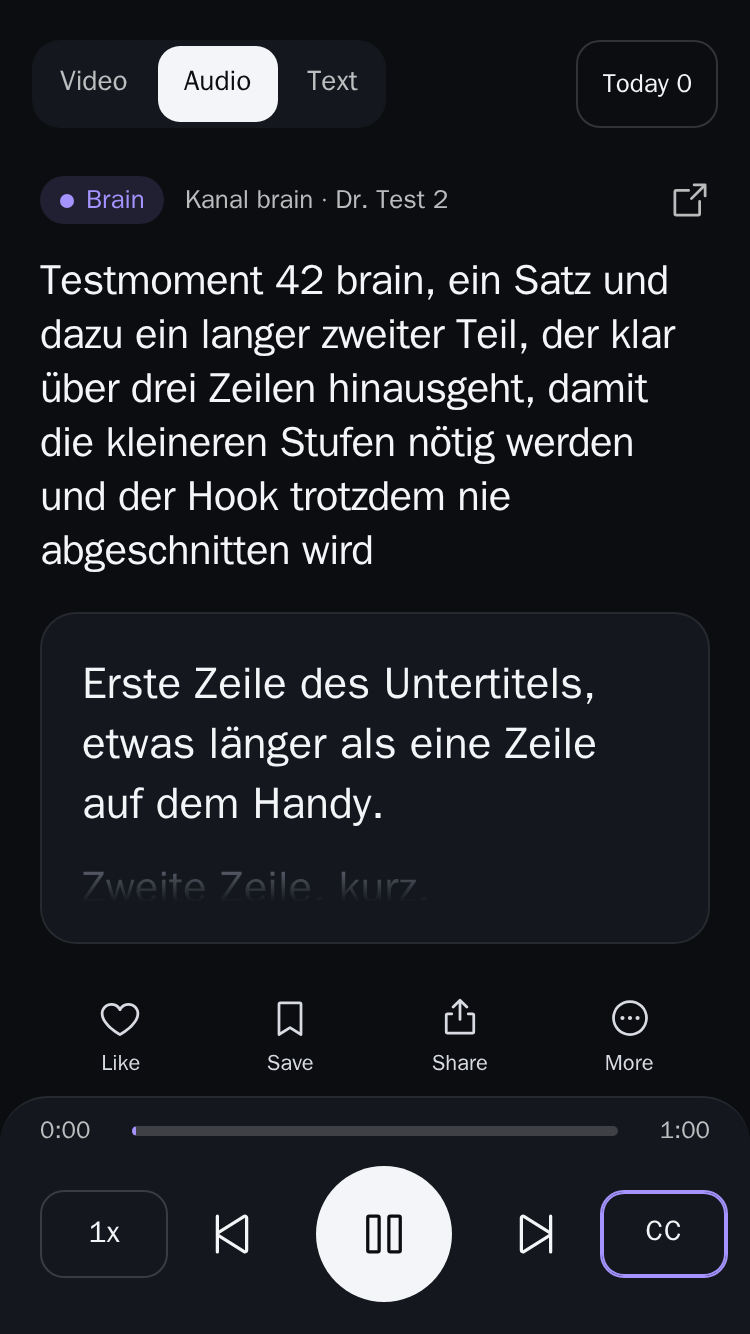 Video Audio Text Today 0
Brain Kanal brain · Dr. Test 2
Testmoment 42 brain, ein Satz und
dazu ein langer zweiter Teil, der klar
über drei Zeilen hinausgeht, damit
die kleineren Stufen nötig werden
und der Hook trotzdem nie
abgeschnitten wird
Erste Zeile des Untertitels,
etwas länger als eine Zeile
auf dem Handy.
Zweite Zeile, kurz.
Like Save Share More
0:00 1:00
1x CC